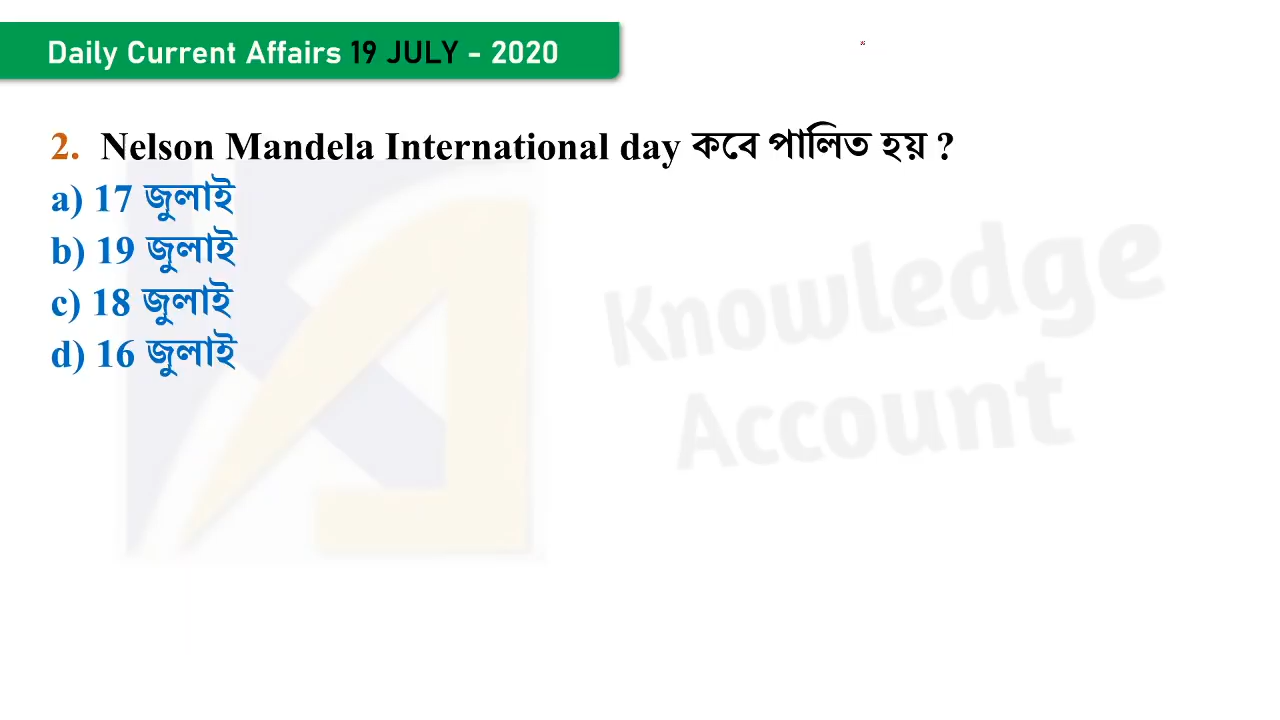 Daily Current Affairs 19 JULY - 2020
2. Nelson Mandela International day কবে পালিত হয় ?
a) 17 জুলাই
b) 19 জুলাই
c) 18 জুলাই
d) 16 জুলাই
Knowledge
Account